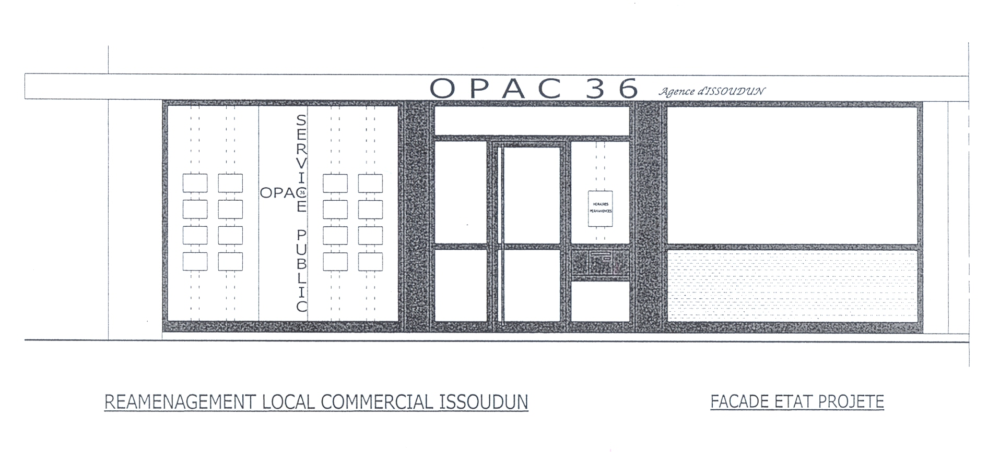 OPAC 36 Agence d'ISSOUDUN
SERVICE PUBLIC
OPAC 36
HORAIRES
PERMANENCES
REAMENAGEMENT LOCAL COMMERCIAL ISSOUDUN
FACADE ETAT PROJETE